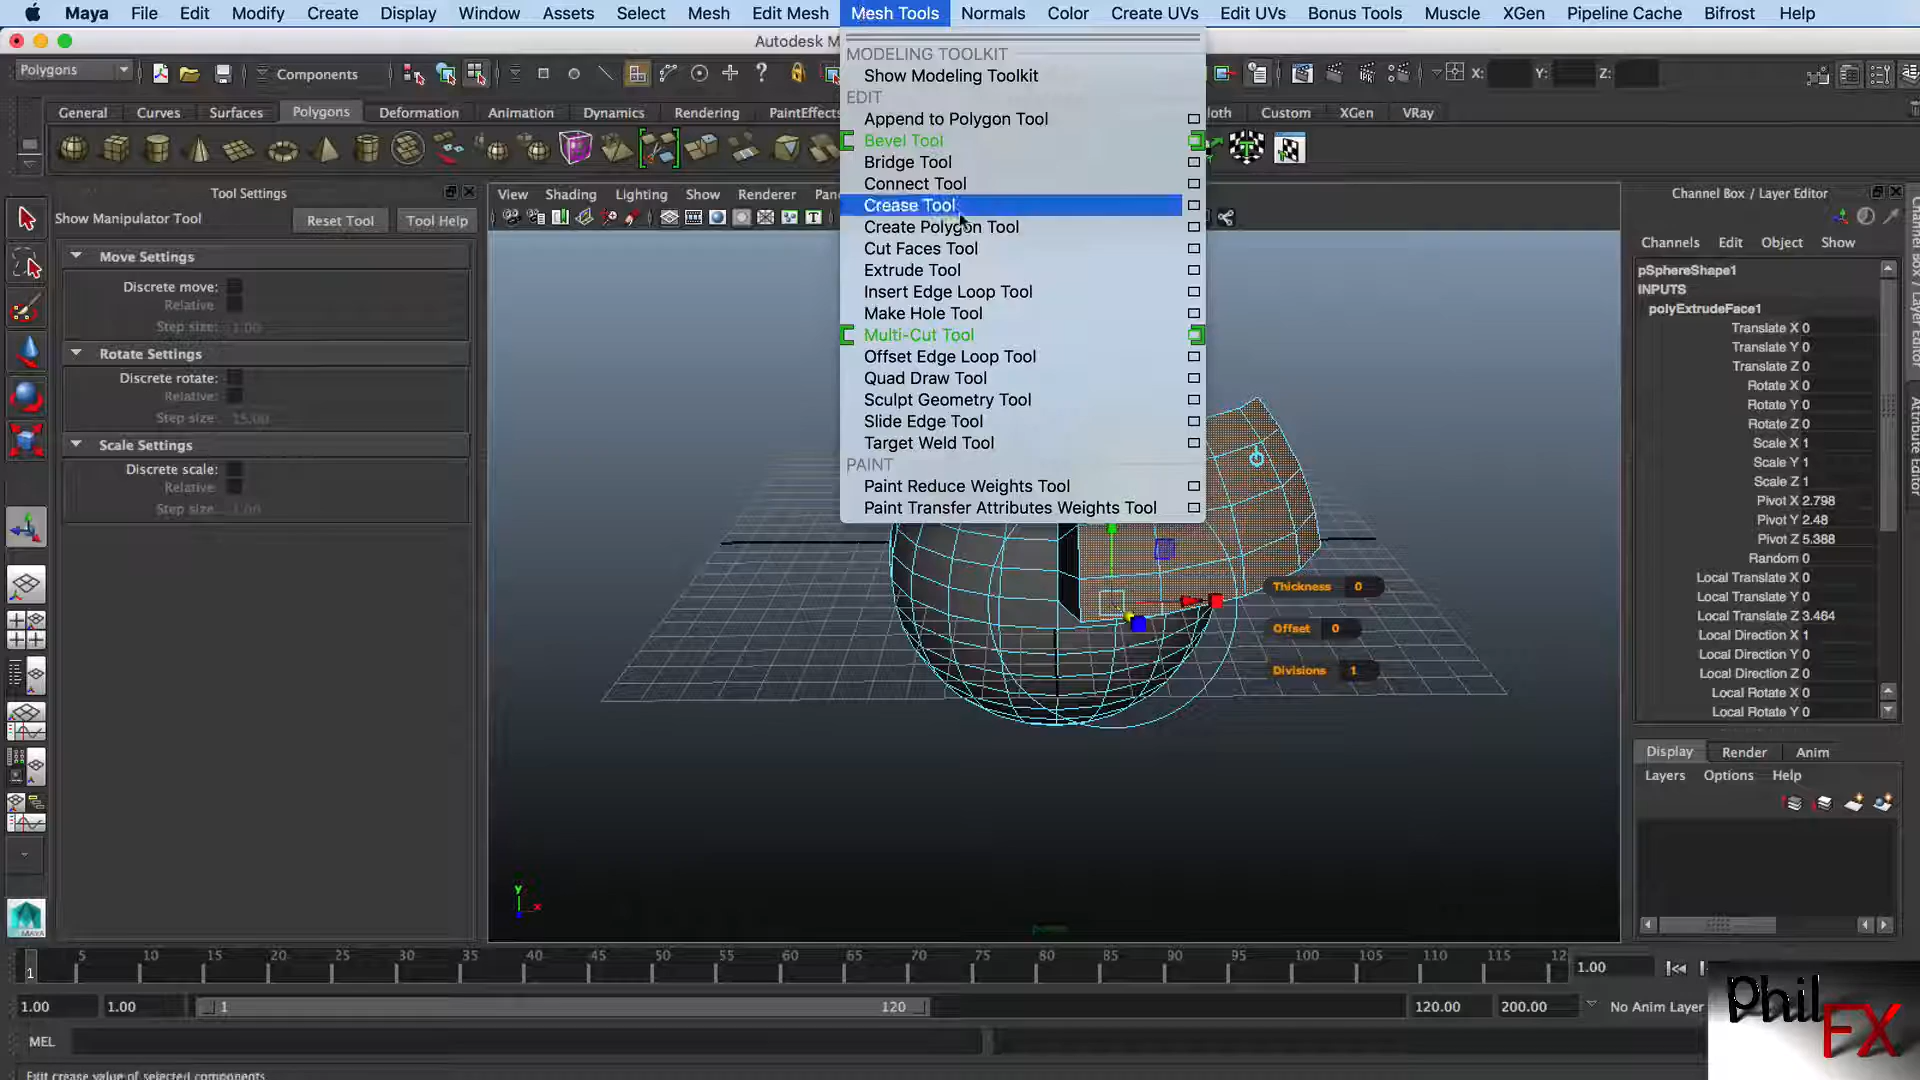 Maya File Edit Modify Create Display Window Assets Select Mesh Edit Mesh Mesh Tools Normals Color Create UVs Edit UVs Bonus Tools Muscle XGen Pipeline Cache Bifrost Help
Autodesk M
Polygons
Components
X: Y: Z:
General Curves Surfaces Polygons Deformation Animation Dynamics Rendering PaintEffects
loth Custom XGen VRay
MODELING TOOLKIT
Show Modeling Toolkit
EDIT
Append to Polygon Tool
Bevel Tool
Bridge Tool
Connect Tool
Crease Tool
Create Polygon Tool
Cut Faces Tool
Extrude Tool
Insert Edge Loop Tool
Make Hole Tool
Multi-Cut Tool
Offset Edge Loop Tool
Quad Draw Tool
Sculpt Geometry Tool
Slide Edge Tool
Target Weld Tool
PAINT
Paint Reduce Weights Tool
Paint Transfer Attributes Weights Tool
Tool Settings
Show Manipulator Tool
Reset Tool Tool Help
Move Settings
Discrete move:
Relative
Step size: 1.00
Rotate Settings
Discrete rotate:
Relative:
Step size: 15.00
Scale Settings
Discrete scale:
Relative:
Step size: 1.00
MAYA
View Shading Lighting Show Renderer Pan
T
Thickness 0
Offset 0
Divisions 1
y
x
Channel Box / Layer Editor
Channels Edit Object Show
pSphereShape1
INPUTS
polyExtrudeFace1
Translate X 0
Translate Y 0
Translate Z 0
Rotate X 0
Rotate Y 0
Rotate Z 0
Scale X 1
Scale Y 1
Scale Z 1
Pivot X 2.798
Pivot Y 2.48
Pivot Z 5.388
Random 0
Local Translate X 0
Local Translate Y 0
Local Translate Z 3.464
Local Direction X 1
Local Direction Y 0
Local Direction Z 0
Local Rotate X 0
Local Rotate Y 0
Channel Box / Layer Editor
Attribute Editor
Display Render Anim
Layers Options Help
1 5 10 15 20 25 30 35 40 45 50 55 60 65 70 75 80 85 90 95 100 105 110 115 12
1.00
1.00 1.00 1 120 120.00 200.00 No Anim Layer
MEL
Edit crease value of selected components
Phil
FX